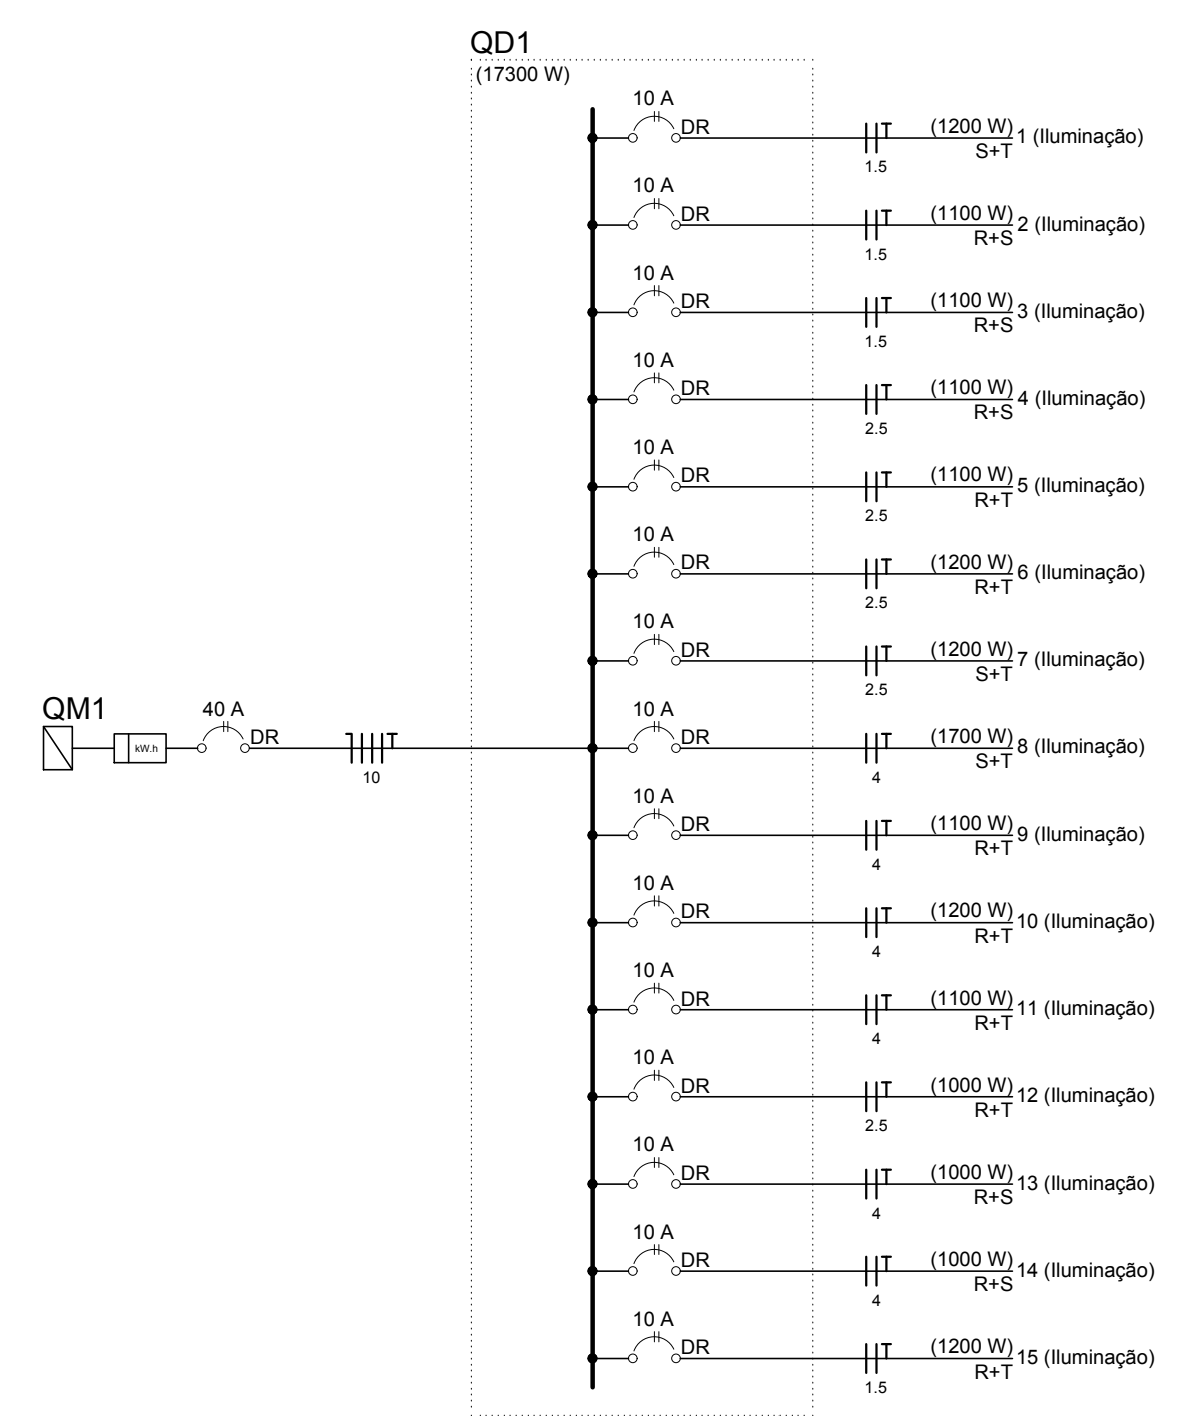 QD1
(17300 W)
10 A
DR
T
(1200 W)
1 (Iluminação)
1.5
S+T
10 A
DR
T
(1100 W)
2 (Iluminação)
1.5
R+S
10 A
DR
T
(1100 W)
3 (Iluminação)
1.5
R+S
10 A
DR
T
(1100 W)
4 (Iluminação)
2.5
R+S
10 A
DR
T
(1100 W)
5 (Iluminação)
2.5
R+T
10 A
DR
T
(1200 W)
6 (Iluminação)
2.5
R+T
10 A
DR
T
(1200 W)
7 (Iluminação)
2.5
S+T
QM1
kW.h
40 A
DR
T
10
10 A
DR
T
(1700 W)
8 (Iluminação)
4
S+T
10 A
DR
T
(1100 W)
9 (Iluminação)
4
R+T
10 A
DR
T
(1200 W)
10 (Iluminação)
4
R+T
10 A
DR
T
(1100 W)
11 (Iluminação)
4
R+T
10 A
DR
T
(1000 W)
12 (Iluminação)
2.5
R+T
10 A
DR
T
(1000 W)
13 (Iluminação)
4
R+S
10 A
DR
T
(1000 W)
14 (Iluminação)
4
R+S
10 A
DR
T
(1200 W)
15 (Iluminação)
1.5
R+T